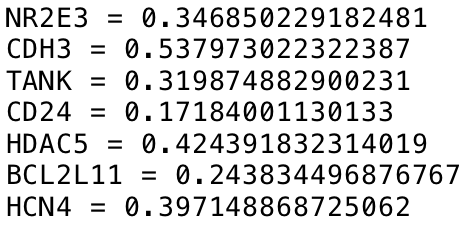 NR2E3 = 0.346850229182481
CDH3 = 0.537973022322387
TANK = 0.319874882900231
CD24 = 0.17184001130133
HDAC5 = 0.424391832314019
BCL2L11 = 0.243834496876767
HCN4 = 0.397148868725062